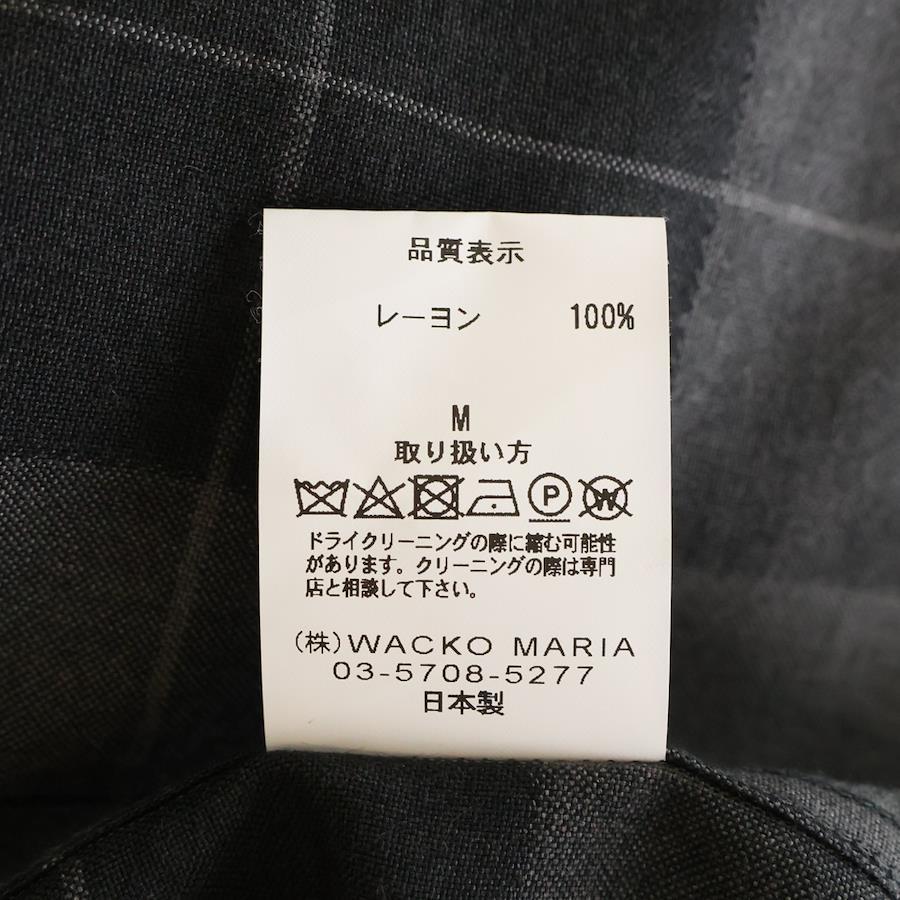 品質表示
レーヨン 100%
M
取り扱い方
P W
ドライクリーニングの際に縮む可能性
があります。クリーニングの際は専門
店と相談して下さい。
(株)WACKO MARIA
03-5708-5277
日本製